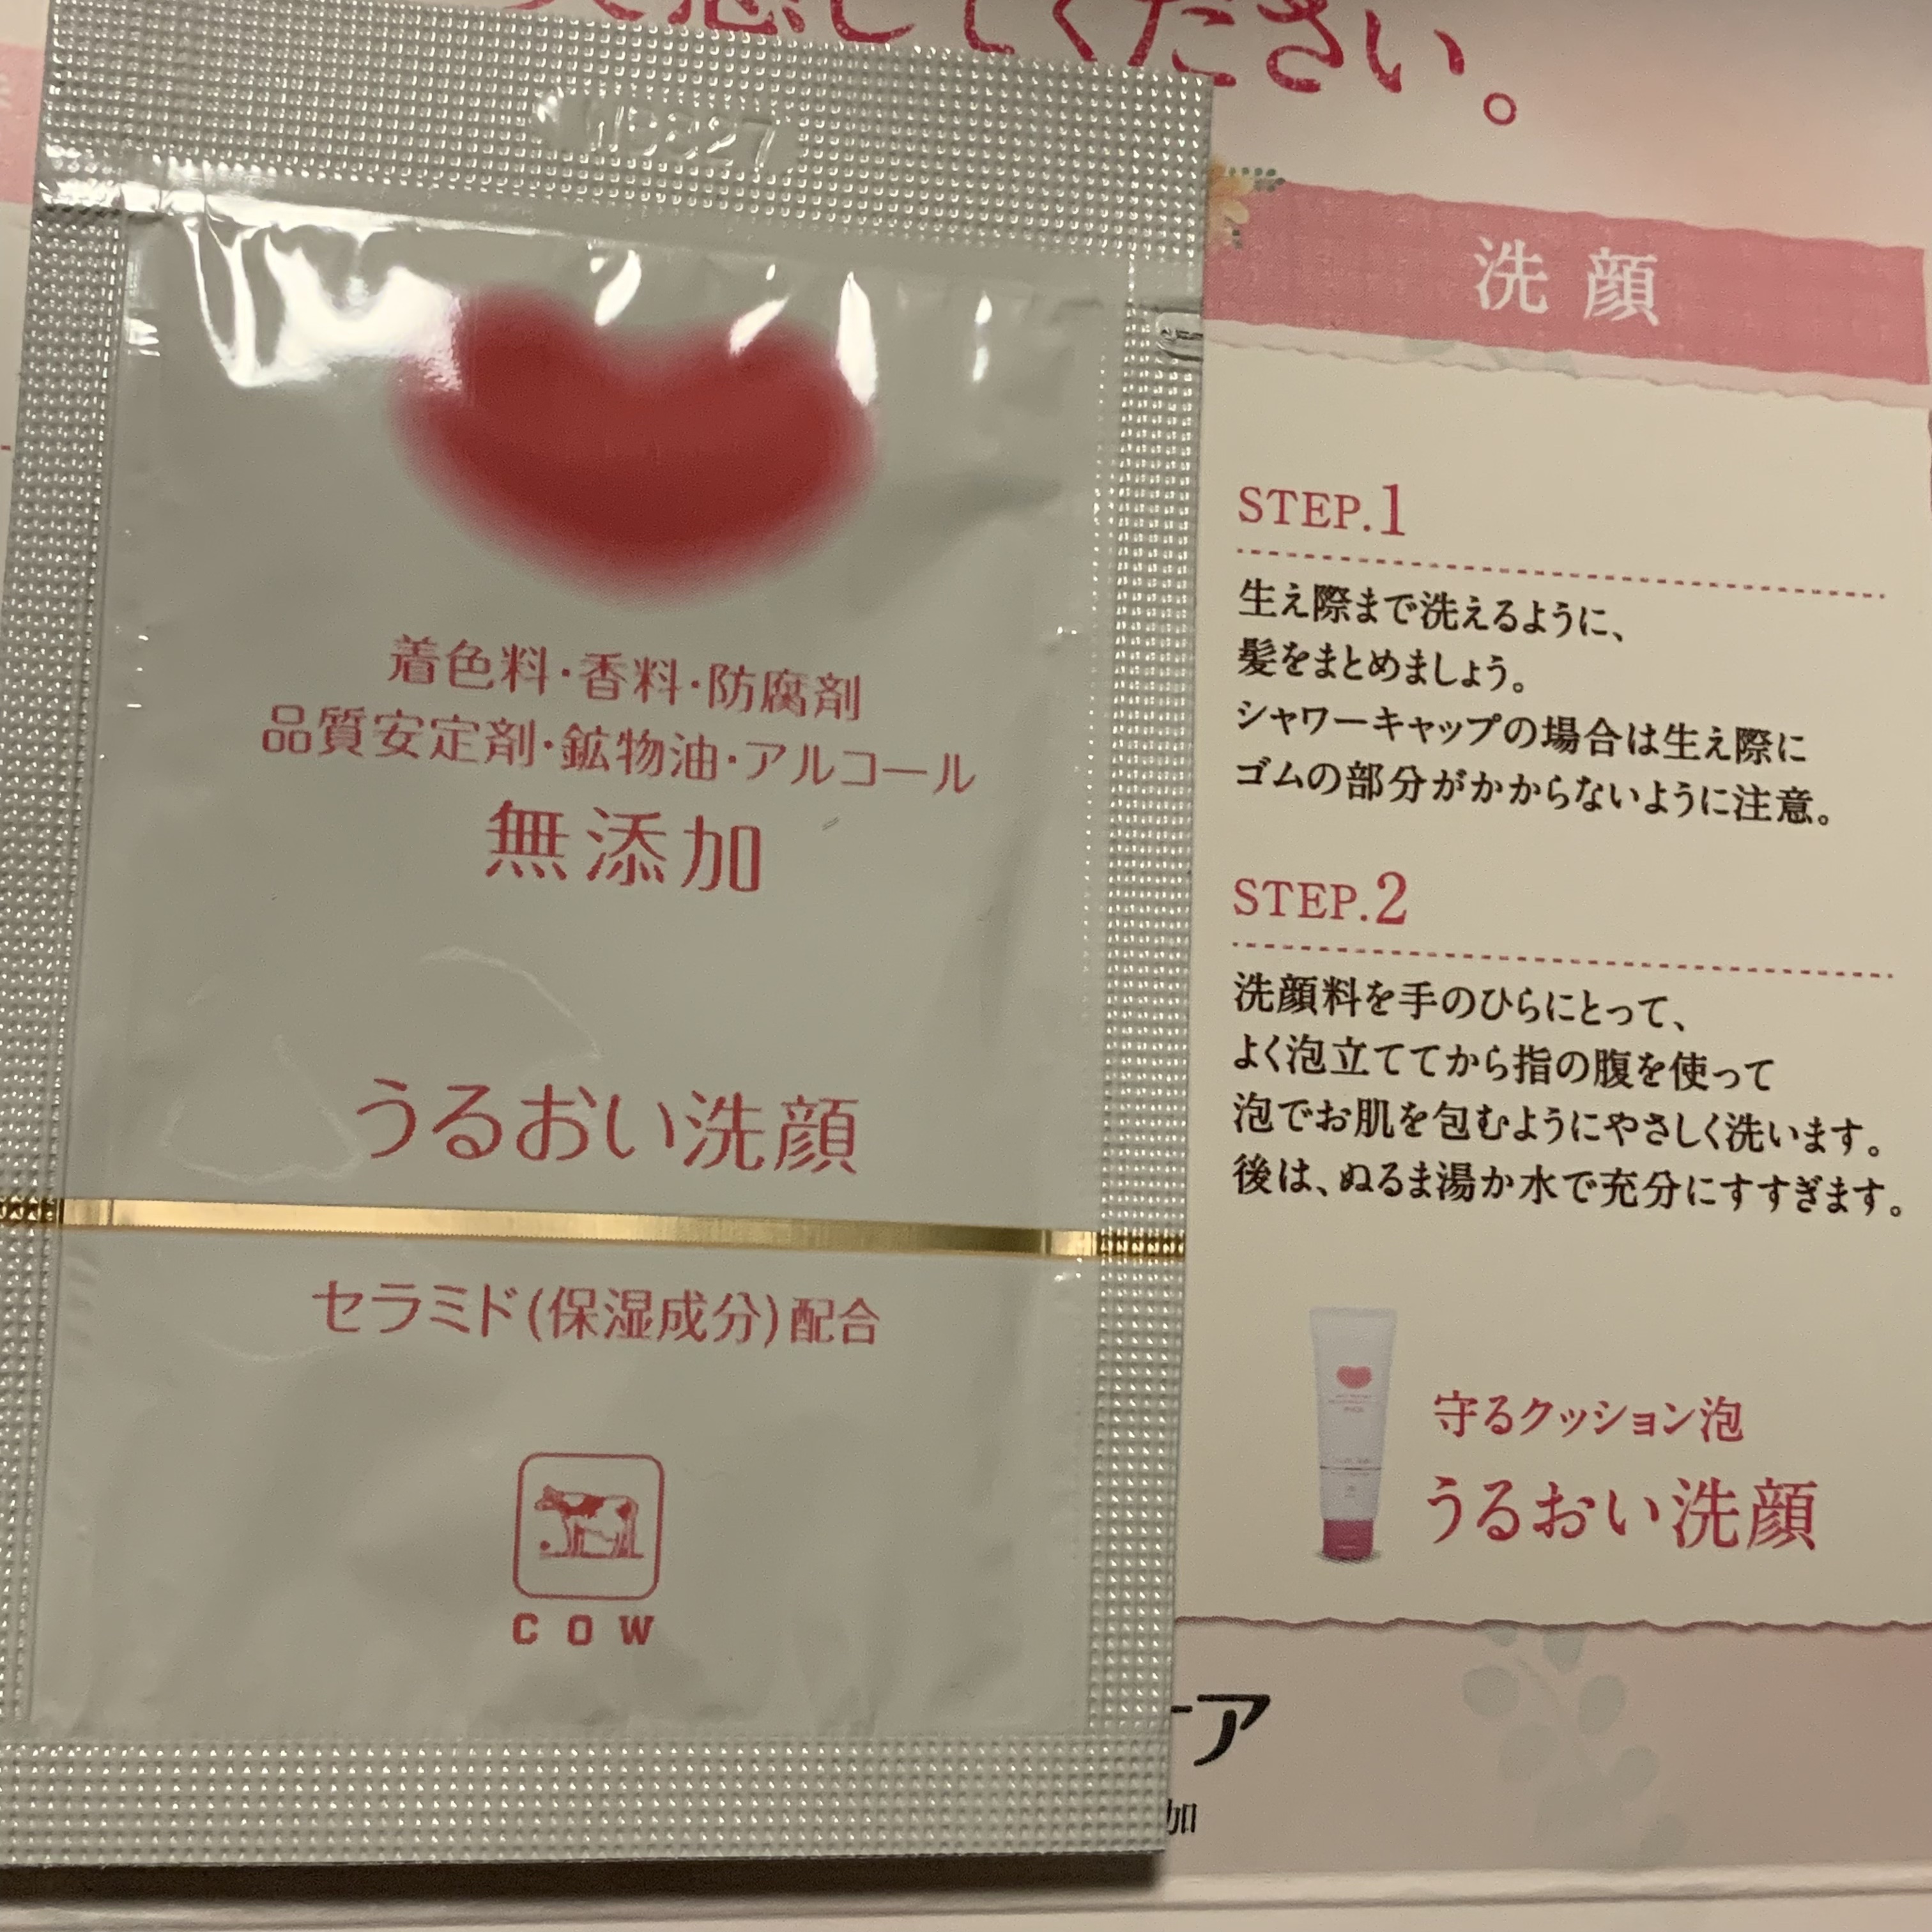 してください。
着色料・香料・防腐剤
品質安定剤・鉱物油・アルコール
無添加
うるおい洗顔
セラミド(保湿成分)配合
COW
洗顔
STEP.1
生え際まで洗えるように、
髪をまとめましょう。
シャワーキャップの場合は生え際に
ゴムの部分がかからないように注意。
STEP.2
洗顔料を手のひらにとって、
よく泡立ててから指の腹を使って
泡でお肌を包むようにやさしく洗います。
後は、ぬるま湯か水で充分にすすぎます。
守るクッション泡
うるおい洗顔
ア
加